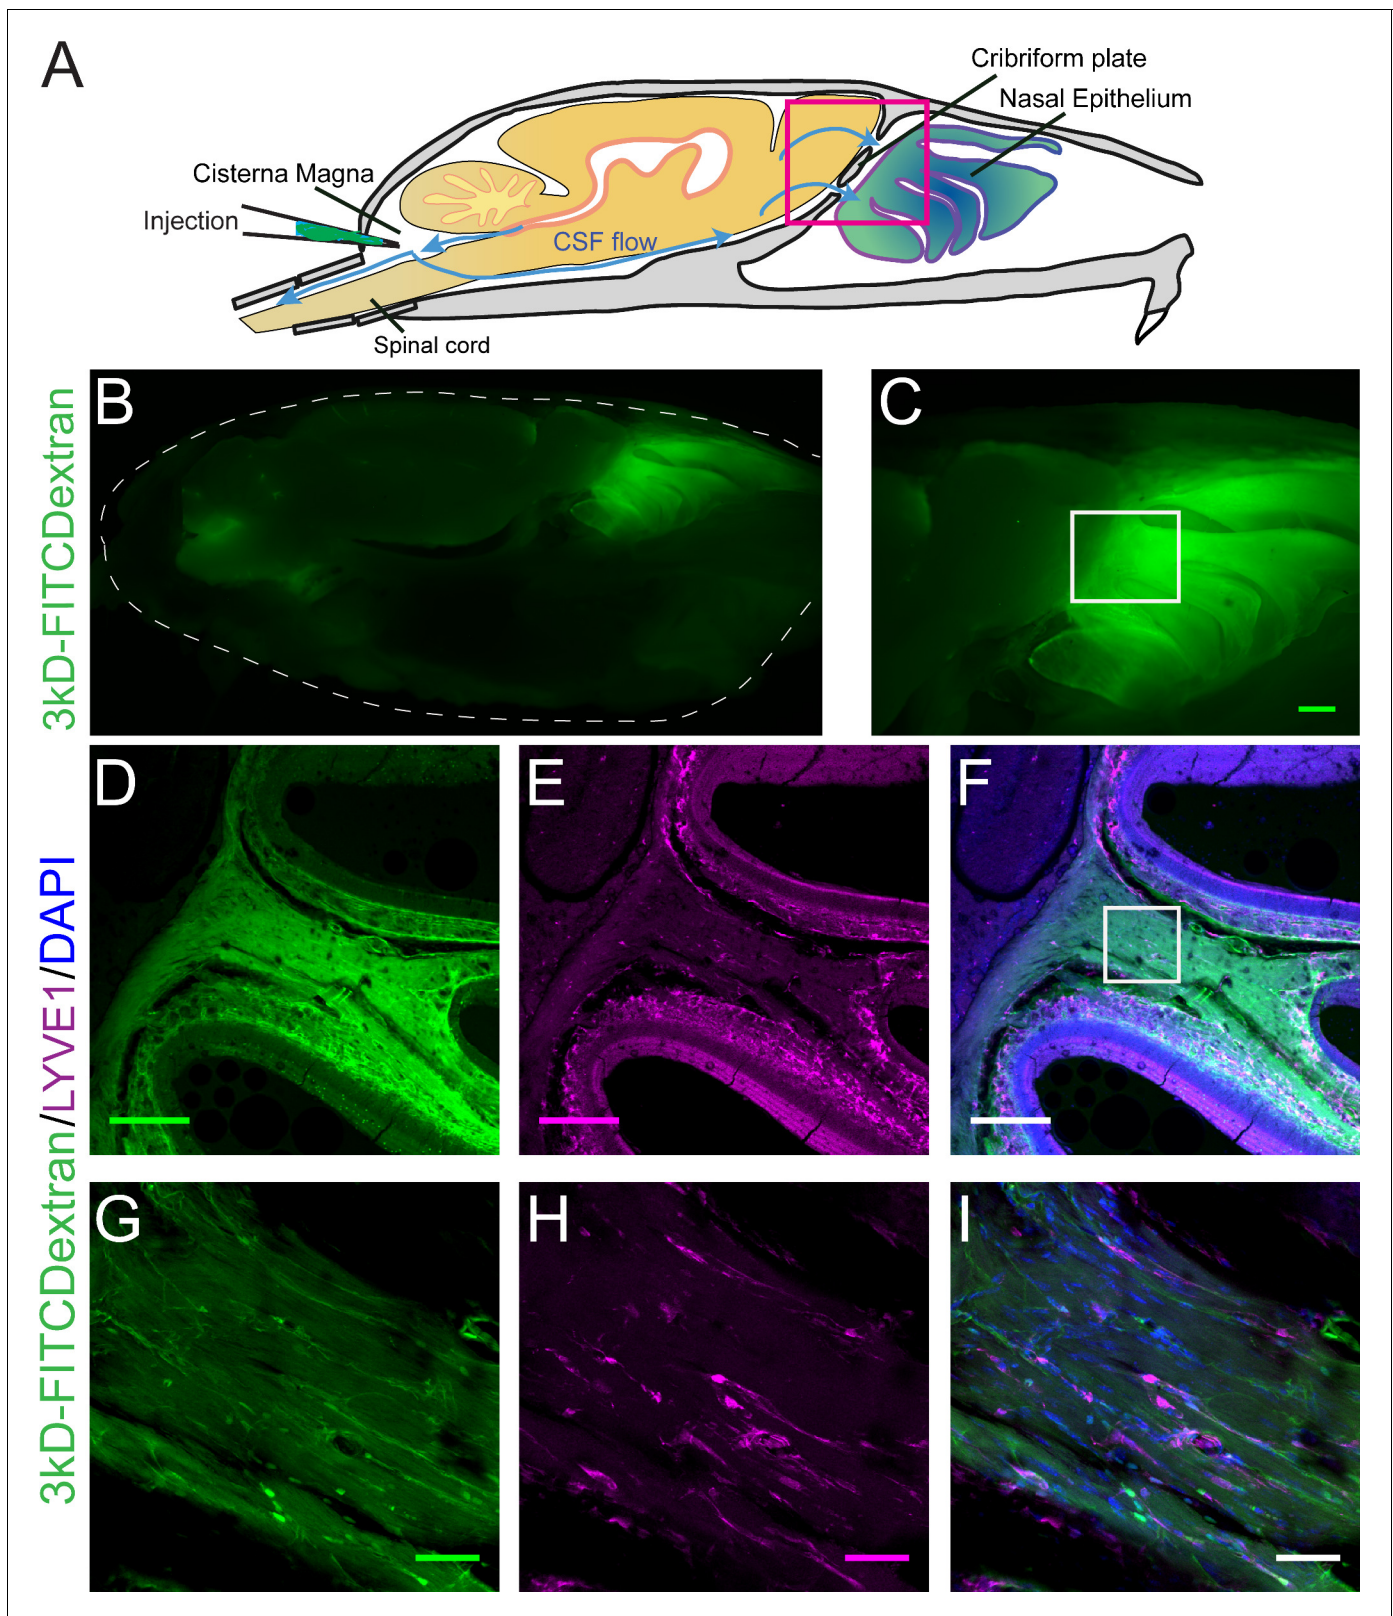 A
Cribriform plate
Nasal Epithelium
Cisterna Magna
Injection
CSF flow
Spinal cord
3kD-FITCDextran
B
C
3kD-FITCDextran/LYVE1/DAPI
D
E
F
G
H
I